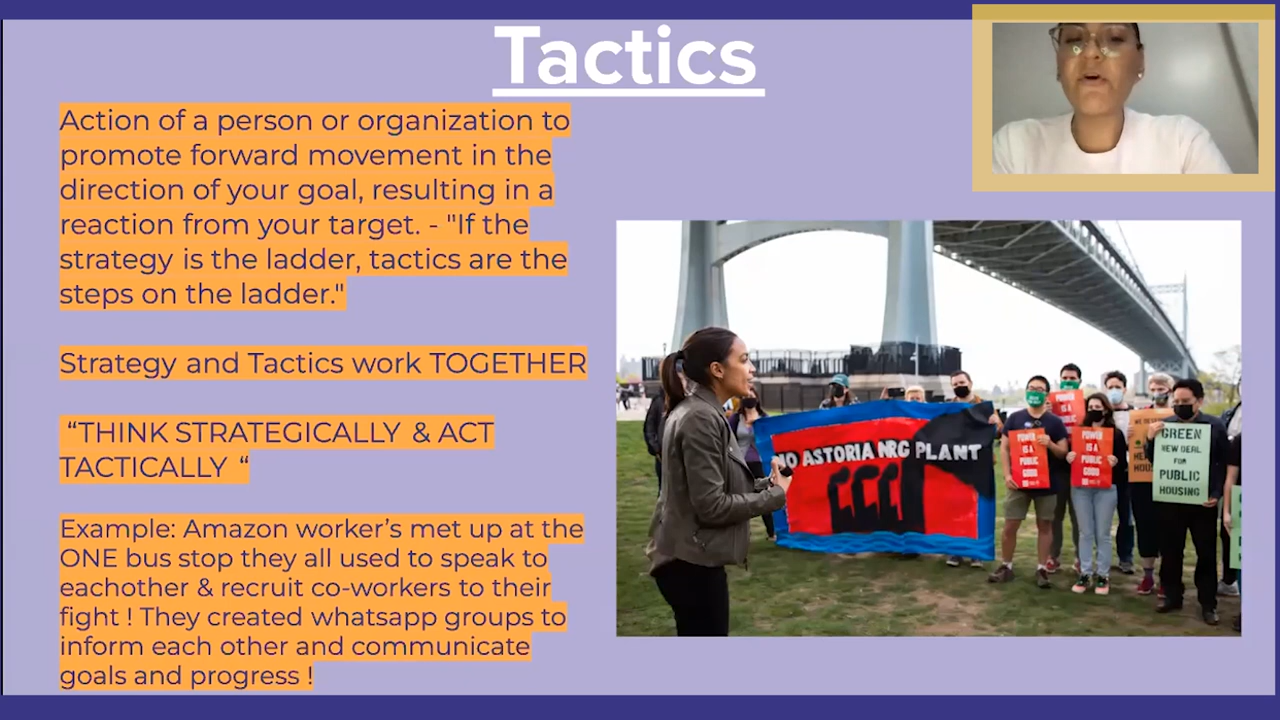 Tactics
Action of a person or organization to
promote forward movement in the
direction of your goal, resulting in a
reaction from your target. - "If the
strategy is the ladder, tactics are the
steps on the ladder."
Strategy and Tactics work TOGETHER
“THINK STRATEGICALLY & ACT
TACTICALLY “
Example: Amazon worker’s met up at the
ONE bus stop they all used to speak to
eachother & recruit co-workers to their
fight ! They created whatsapp groups to
inform each other and communicate
goals and progress !
NO ASTORIA NRG PLANT
POWER
IS A
PUBLIC
GOOD
POWER
IS A
PUBLIC
GOOD
POWER
IS A
GREEN
NEW DEAL
FOR
PUBLIC
HOUSING